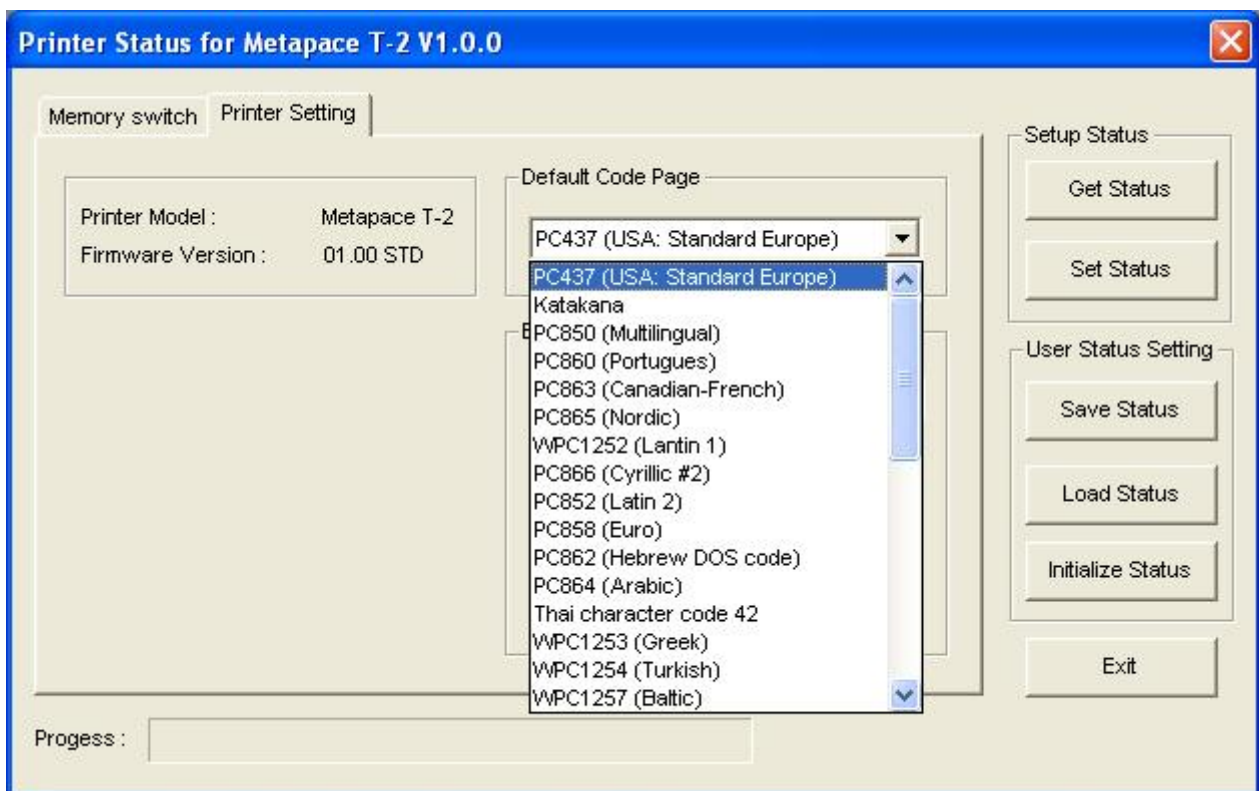 Printer Status for Metapace T-2 V1.0.0
Memory switch
Printer Setting
Printer Model : Metapace T-2
Firmware Version : 01.00 STD
Default Code Page
PC437 (USA: Standard Europe)
PC437 (USA: Standard Europe)
Katakana
PC850 (Multilingual)
PC860 (Portugues)
PC863 (Canadian-French)
PC865 (Nordic)
WPC1252 (Lantin 1)
PC866 (Cyrillic #2)
PC852 (Latin 2)
PC858 (Euro)
PC862 (Hebrew DOS code)
PC864 (Arabic)
Thai character code 42
WPC1253 (Greek)
WPC1254 (Turkish)
WPC1257 (Baltic)
Setup Status
Get Status
Set Status
User Status Setting
Save Status
Load Status
Initialize Status
Exit
Progess :